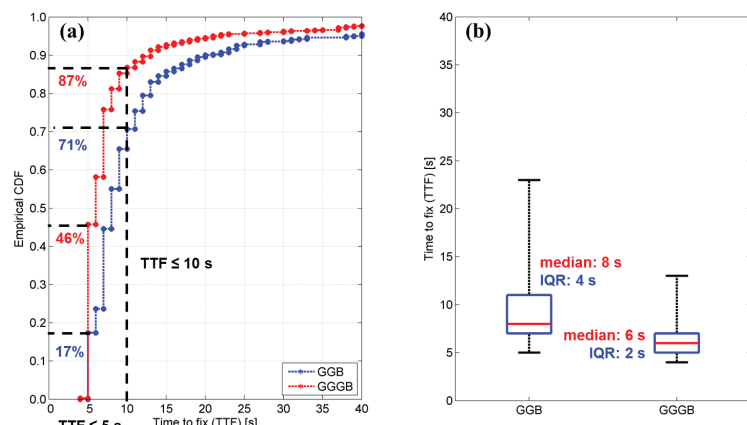 (a)
1.0
0.9
0.8
0.7
0.6
0.5
0.4
0.3
0.2
0.1
0.0
Empirical CDF
87%
71%
46%
17%
TTF ≤ 10 s
GGB
GGGB
0
5
10
15
20
25
30
35
40
Time to fix (TTF) [s]
TTF ≤ 5 s
(b)
40
35
30
25
20
15
10
5
0
Time to fix (TTF) [s]
median: 8 s
IQR: 4 s
median: 6 s
IQR: 2 s
GGB
GGGB